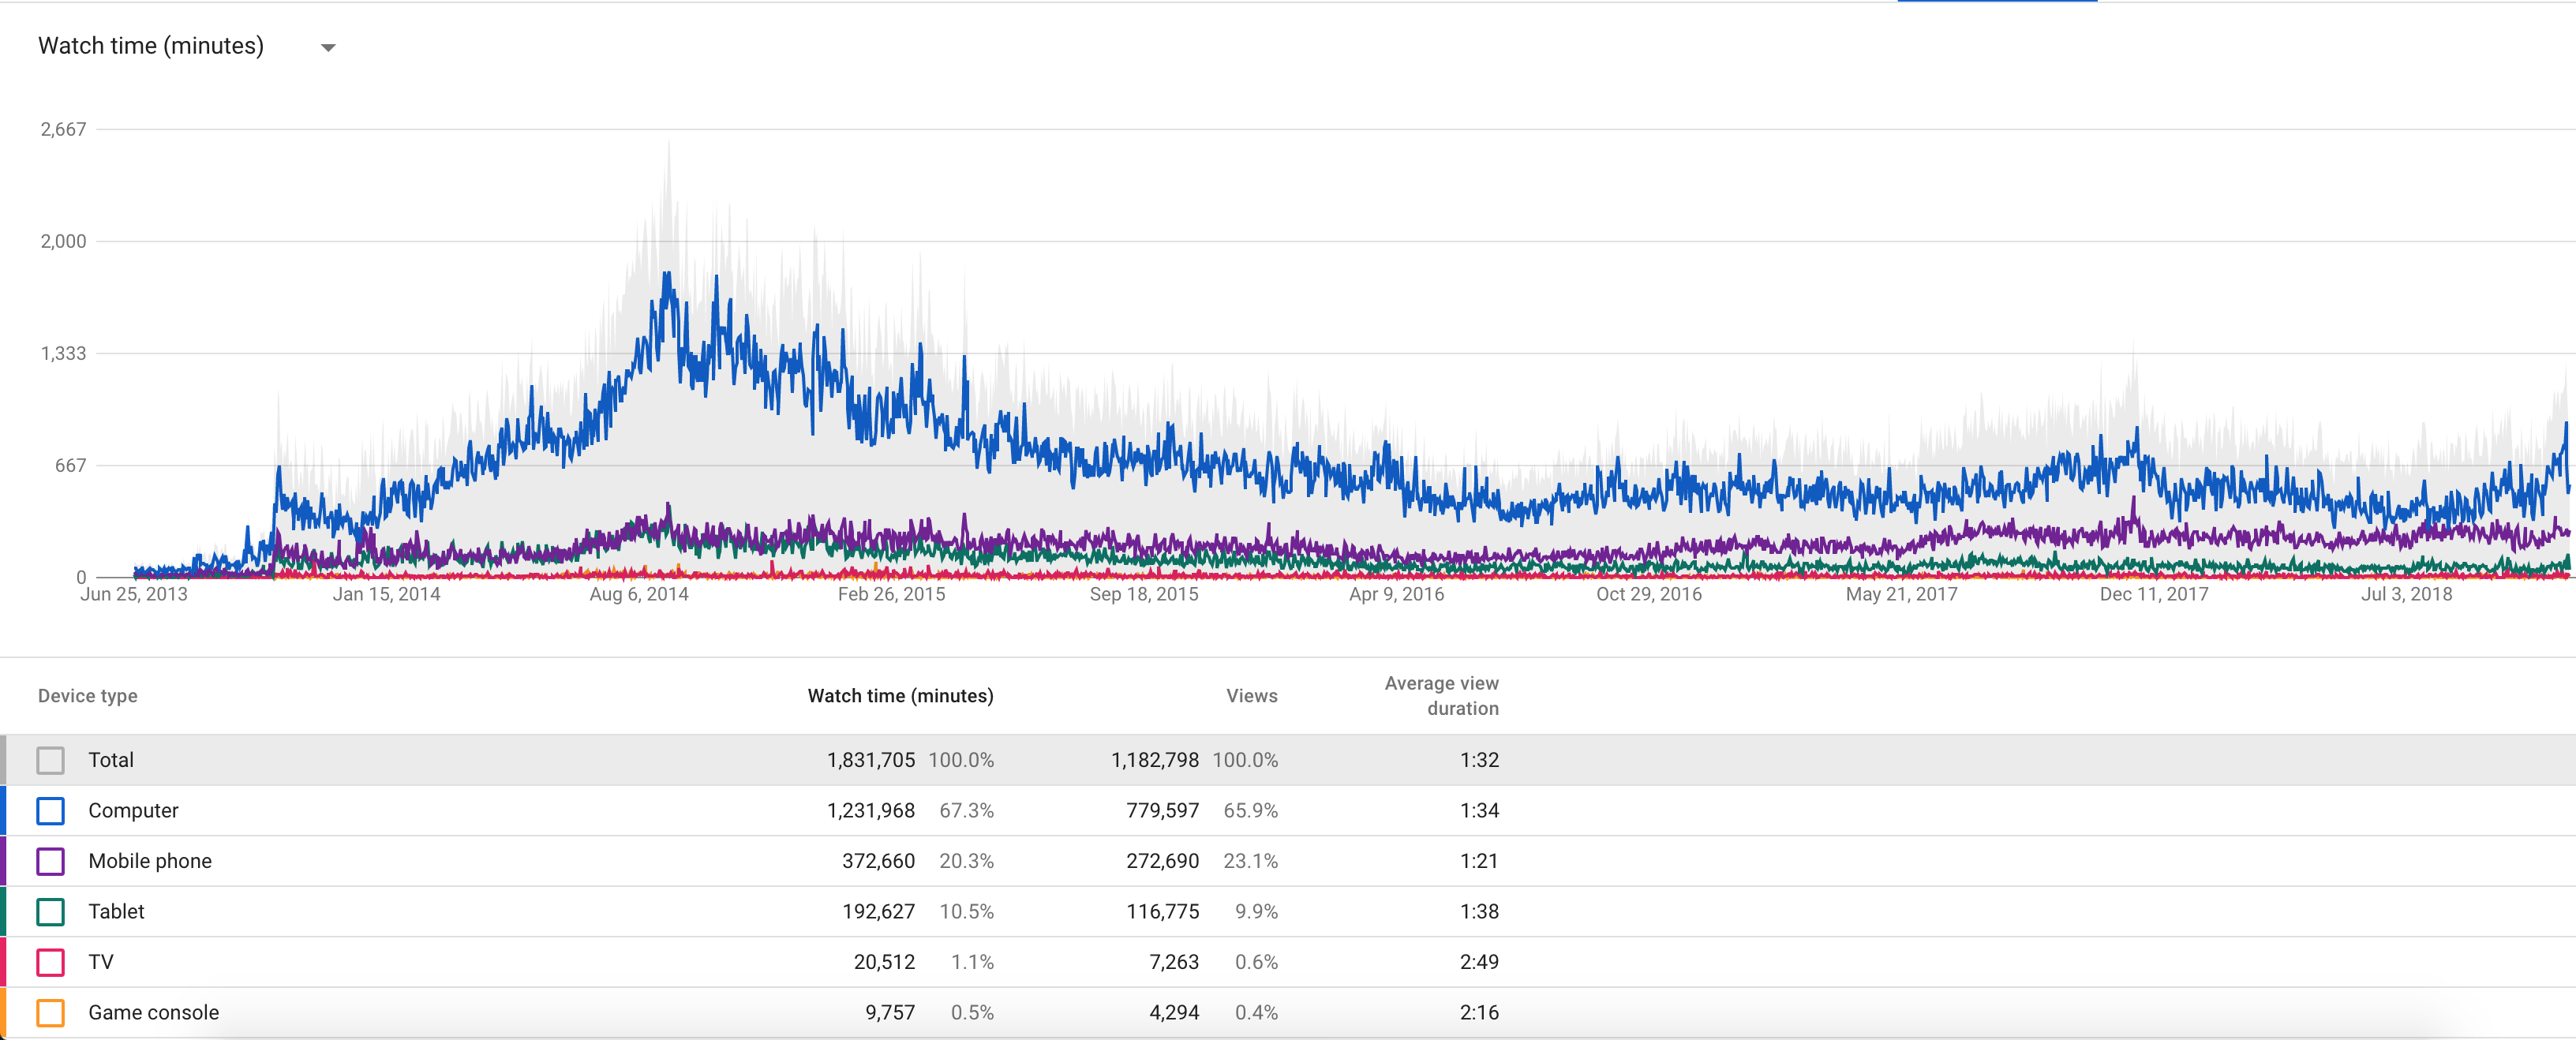 Watch time (minutes)
2,667
2,000
1,333
667
0
Jun 25, 2013 Jan 15, 2014 Aug 6, 2014 Feb 26, 2015 Sep 18, 2015 Apr 9, 2016 Oct 29, 2016 May 21, 2017 Dec 11, 2017 Jul 3, 2018
Device type Watch time (minutes) Views Average view duration
Total 1,831,705 100.0% 1,182,798 100.0% 1:32
Computer 1,231,968 67.3% 779,597 65.9% 1:34
Mobile phone 372,660 20.3% 272,690 23.1% 1:21
Tablet 192,627 10.5% 116,775 9.9% 1:38
TV 20,512 1.1% 7,263 0.6% 2:49
Game console 9,757 0.5% 4,294 0.4% 2:16